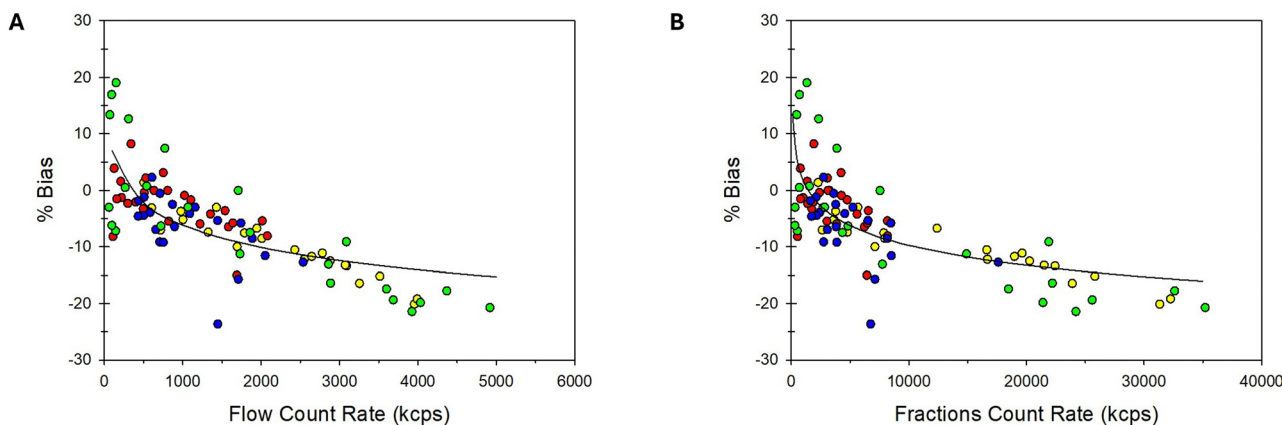 A
% Bias
30
20
10
0
-10
-20
-30
0 1000 2000 3000 4000 5000 6000
Flow Count Rate (kcps)
B
% Bias
30
20
10
0
-10
-20
-30
0 10000 20000 30000 40000
Fractions Count Rate (kcps)